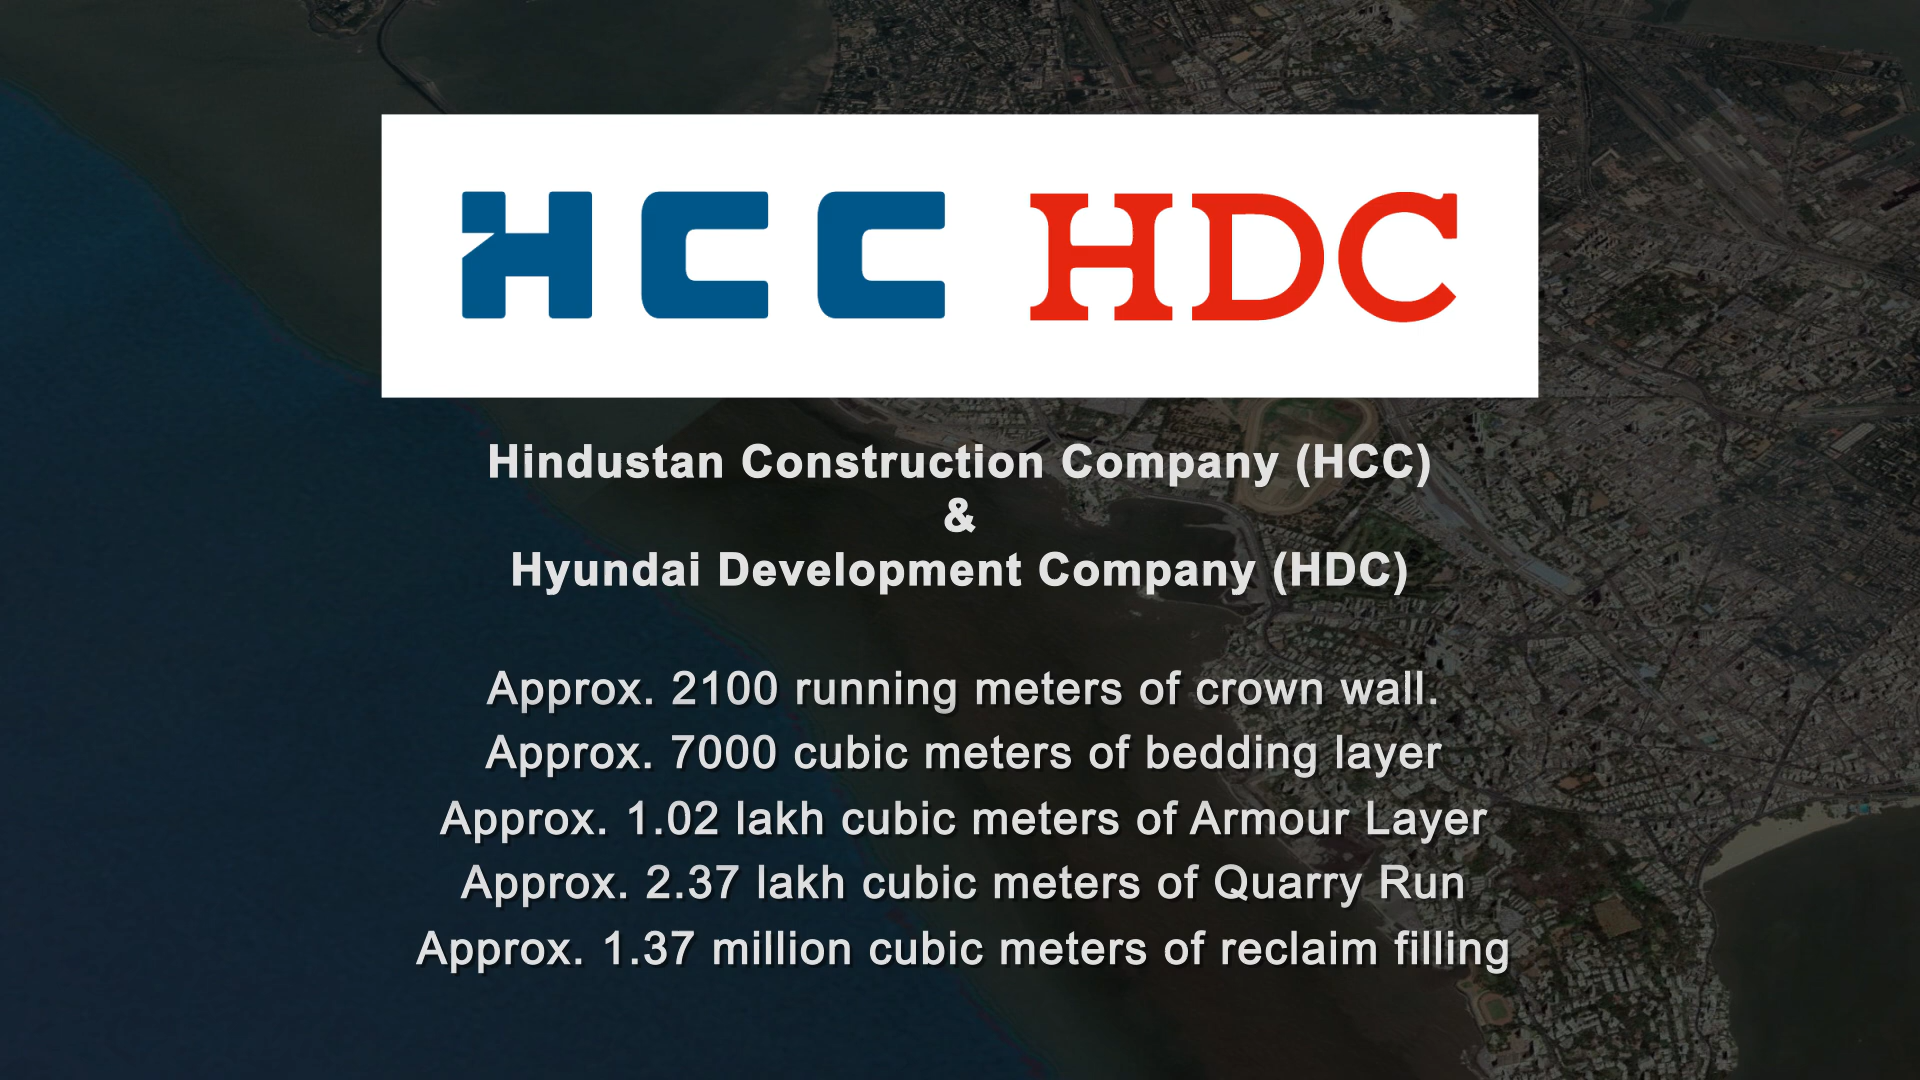 HCC HDC
Hindustan Construction Company (HCC)
&
Hyundai Development Company (HDC)
Approx. 2100 running meters of crown wall.
Approx. 7000 cubic meters of bedding layer
Approx. 1.02 lakh cubic meters of Armour Layer
Approx. 2.37 lakh cubic meters of Quarry Run
Approx. 1.37 million cubic meters of reclaim filling